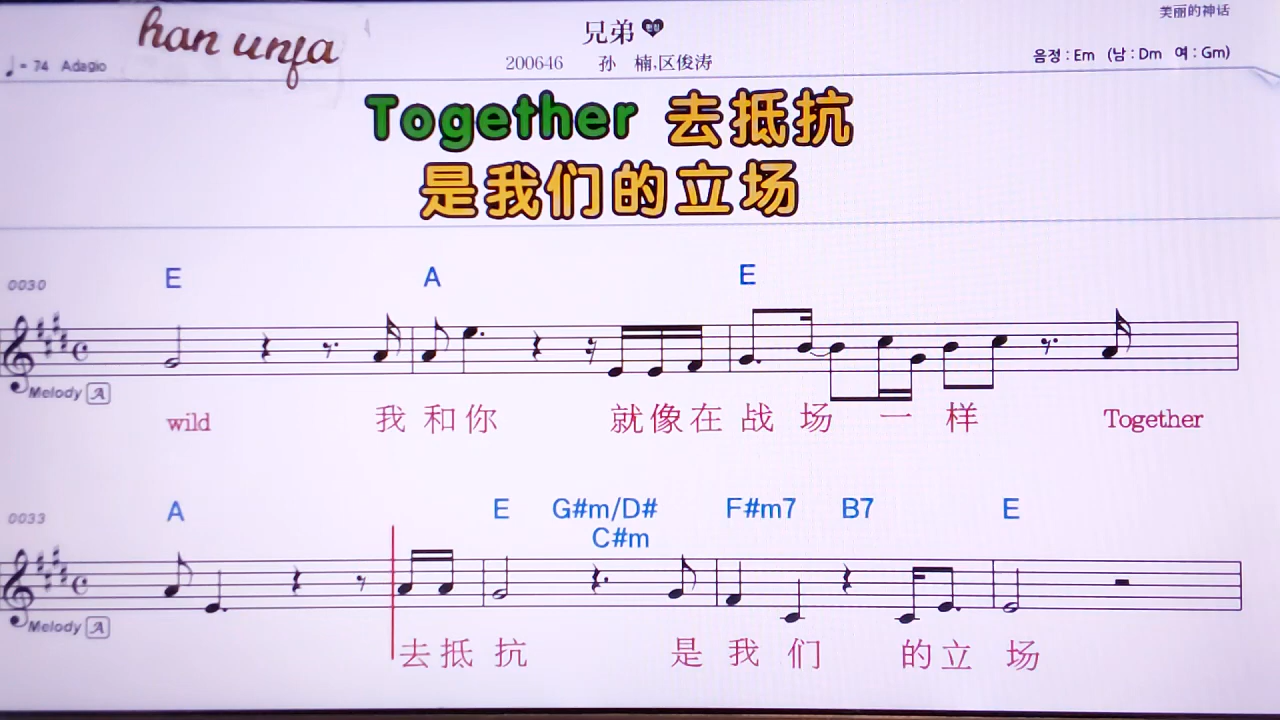 美丽的神话
han unja
兄弟
200646 孙 楠,区俊涛
♩= 74 Adagio
음정 : Em (남 : Dm 여 : Gm)
Together 去抵抗
是我们的立场
0030
E A E
Melody A
wild 我 和 你 就 像 在 战 场 一 样 Together
0033
A E G#m/D# F#m7 B7 E
C#m
Melody A
去 抵 抗 是 我 们 的 立 场